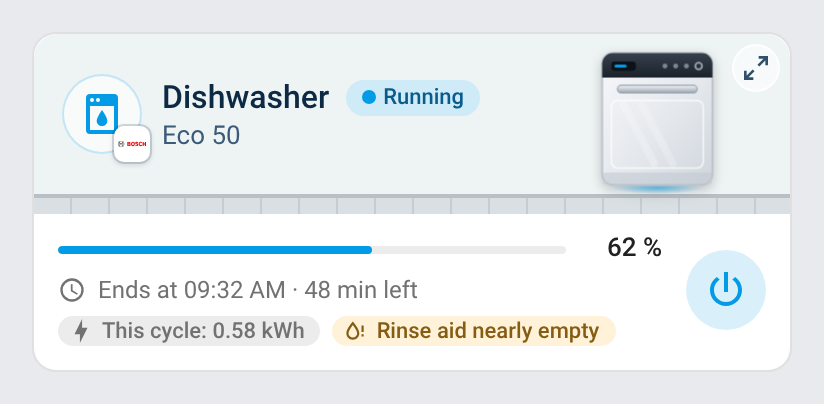 Dishwasher
Running
Eco 50
BOSCH
62 %
Ends at 09:32 AM · 48 min left
This cycle: 0.58 kWh
Rinse aid nearly empty